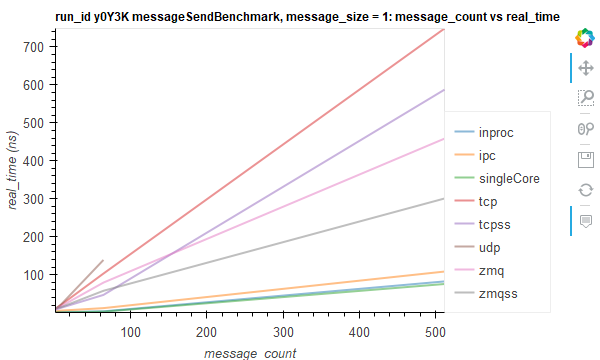 run_id y0Y3K messageSendBenchmark, message_size = 1: message_count vs real_time
700
600
500
400
300
200
100
real_time (ns)
100
200
300
400
500
message_count
inproc
ipc
singleCore
tcp
tcpss
udp
zmq
zmqss